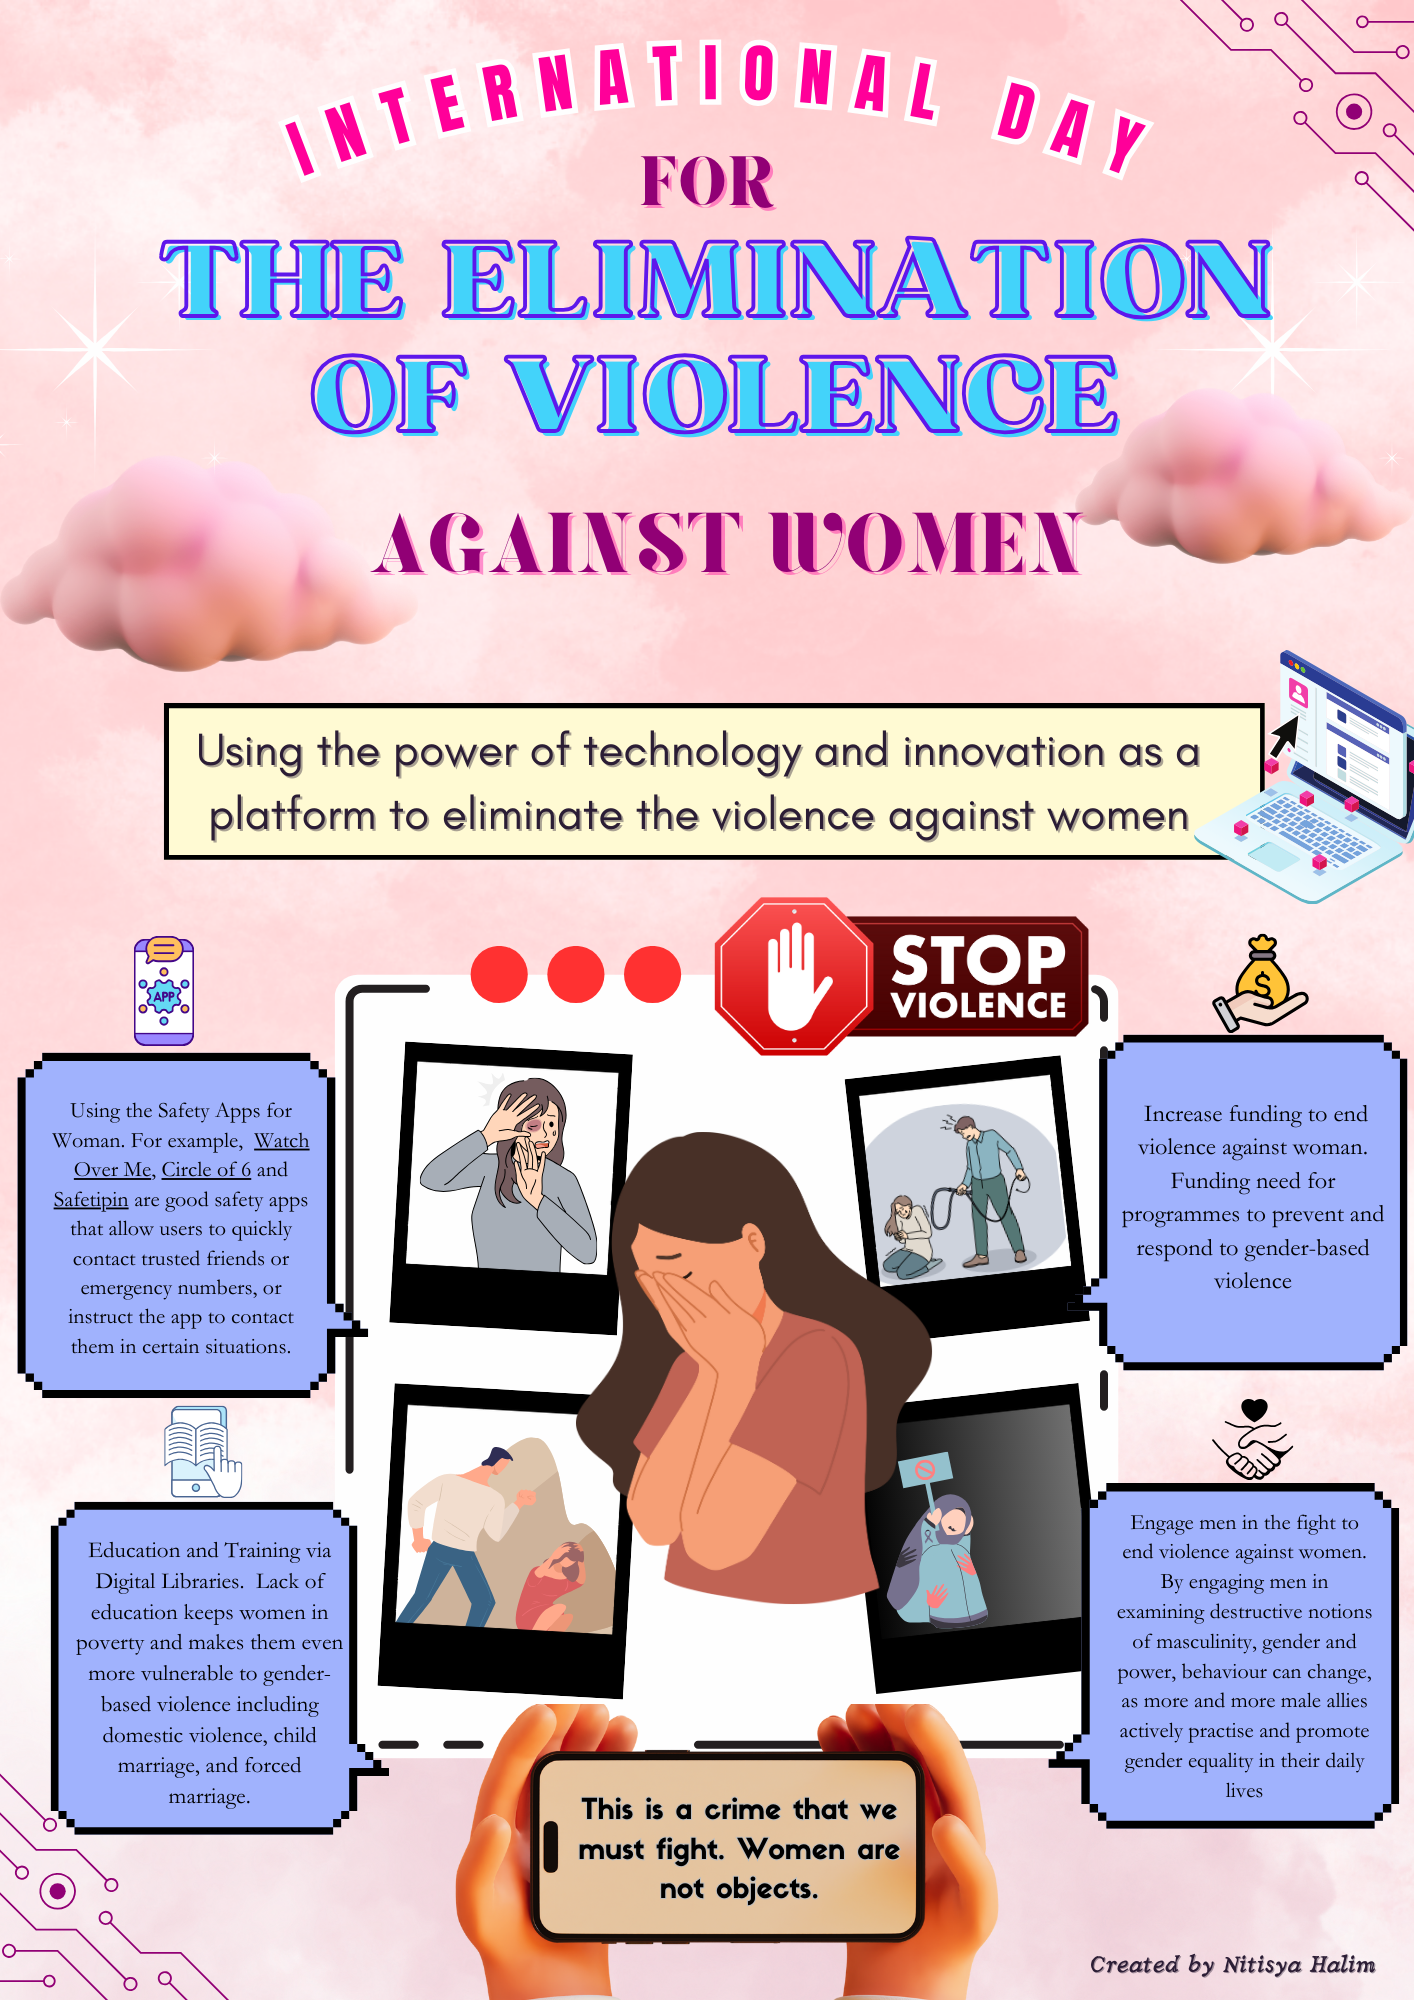 INTERNATIONAL DAY
FOR
THE ELIMINATION
OF VIOLENCE
AGAINST WOMEN
Using the power of technology and innovation as a
platform to eliminate the violence against women
STOP
VIOLENCE
APP
$
Using the Safety Apps for
Woman. For example, Watch
Over Me, Circle of 6 and
Safetipin are good safety apps
that allow users to quickly
contact trusted friends or
emergency numbers, or
instruct the app to contact
them in certain situations.
Increase funding to end
violence against woman.
Funding need for
programmes to prevent and
respond to gender-based
violence
Education and Training via
Digital Libraries. Lack of
education keeps women in
poverty and makes them even
more vulnerable to gender-
based violence including
domestic violence, child
marriage, and forced
marriage.
Engage men in the fight to
end violence against women.
By engaging men in
examining destructive notions
of masculinity, gender and
power, behaviour can change,
as more and more male allies
actively practise and promote
gender equality in their daily
lives
This is a crime that we
must fight. Women are
not objects.
Created by Nitisya Halim